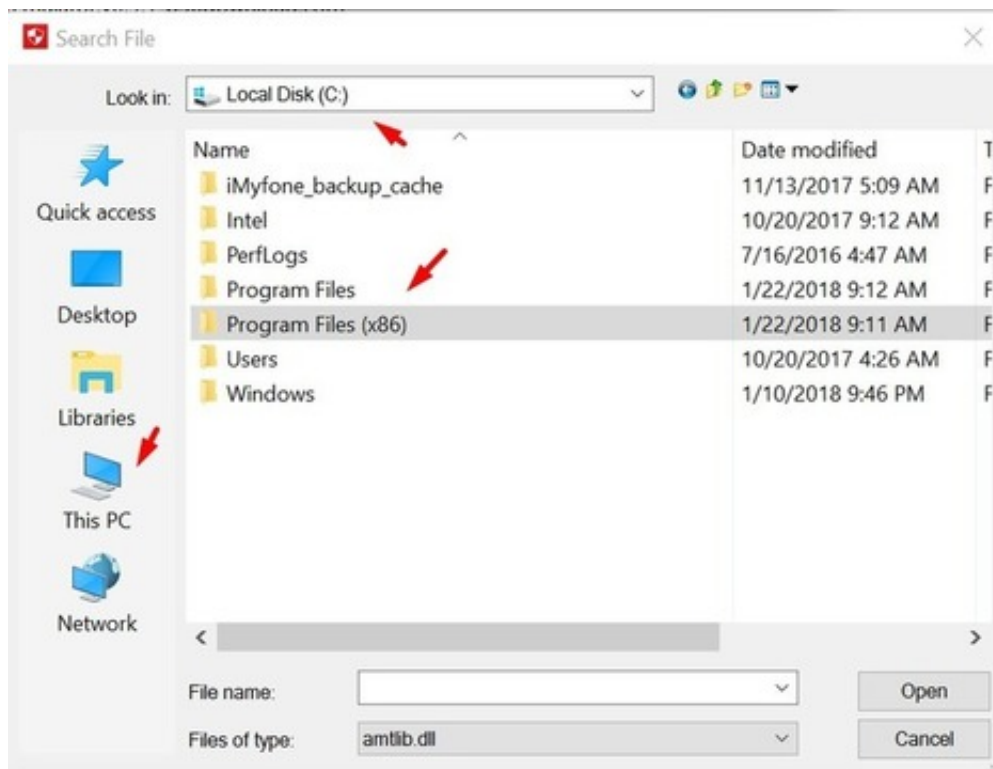 Search File
Look in: Local Disk (C:)
Name Date modified T
Quick access
Desktop
Libraries
This PC
Network
iMyfone_backup_cache 11/13/2017 5:09 AM F
Intel 10/20/2017 9:12 AM F
PerfLogs 7/16/2016 4:47 AM F
Program Files 1/22/2018 9:12 AM F
Program Files (x86) 1/22/2018 9:11 AM F
Users 10/20/2017 4:26 AM F
Windows 1/10/2018 9:46 PM F
File name: Open
Files of type: amtlib.dll Cancel